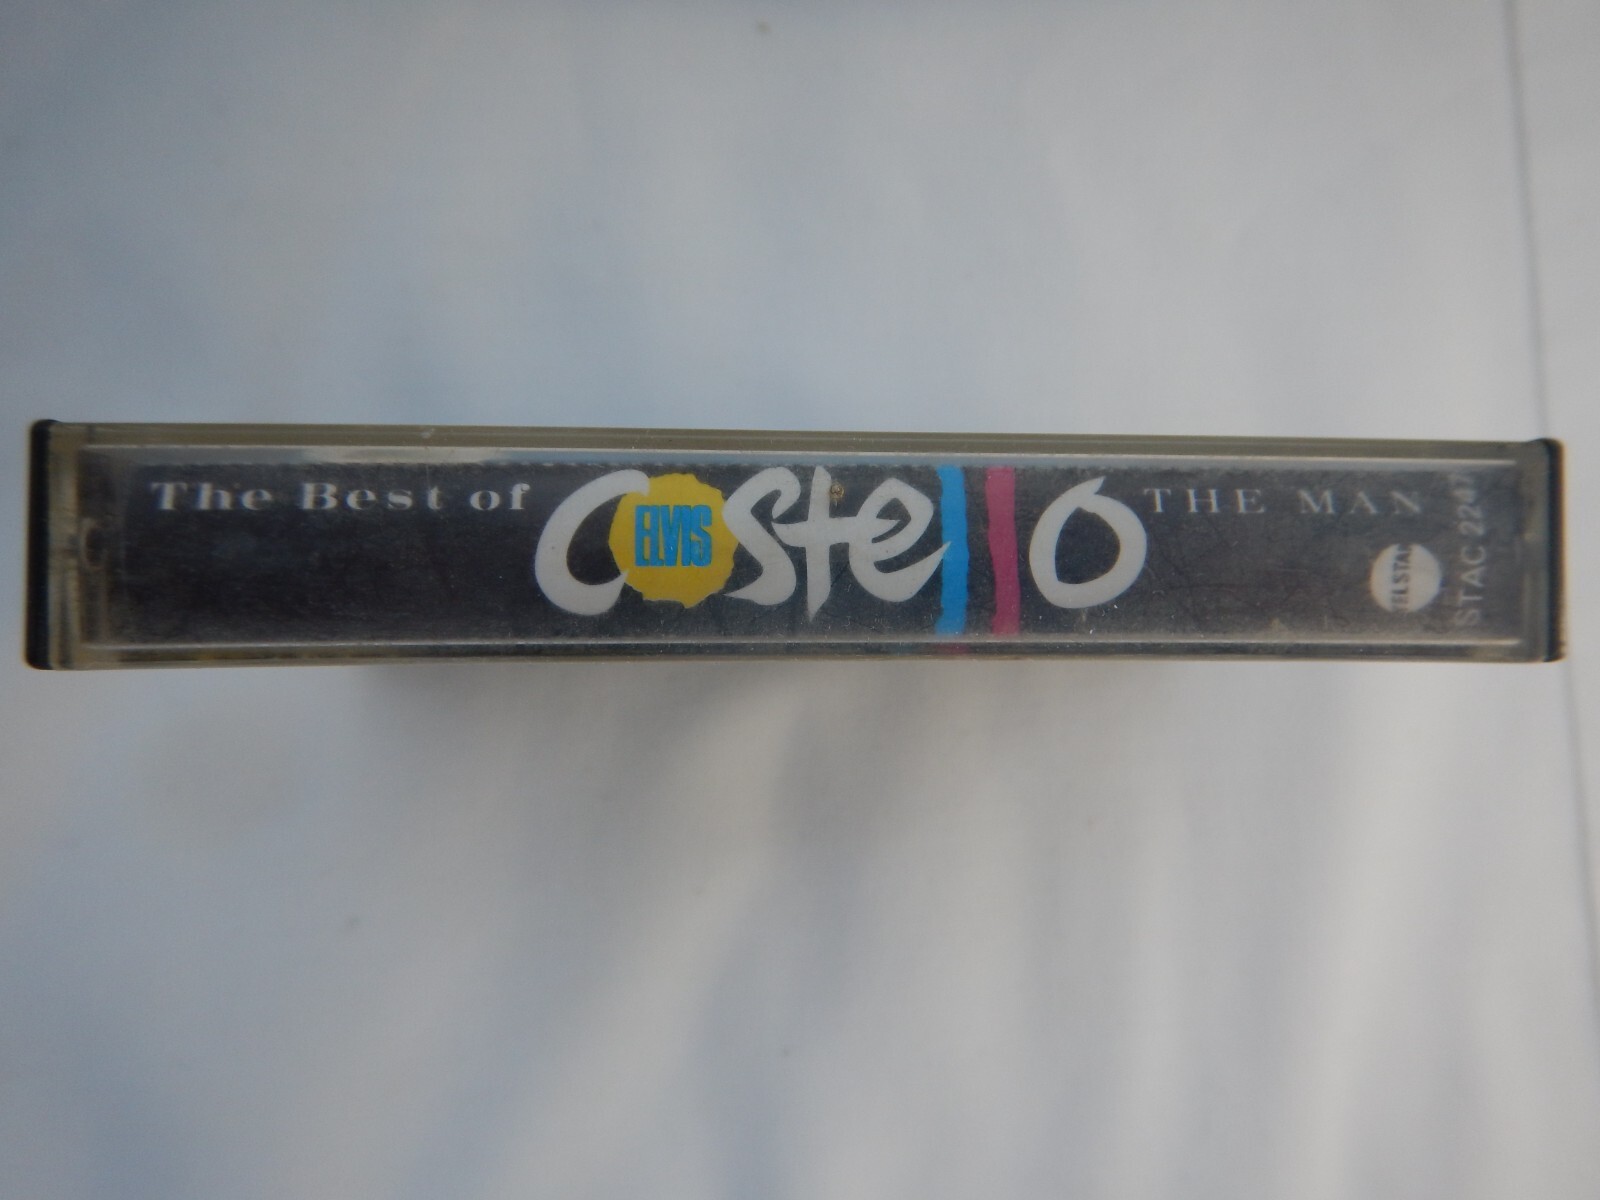 The Best of
ELVIS
Costello
THE MAN
TELSTAR
STAC 2247